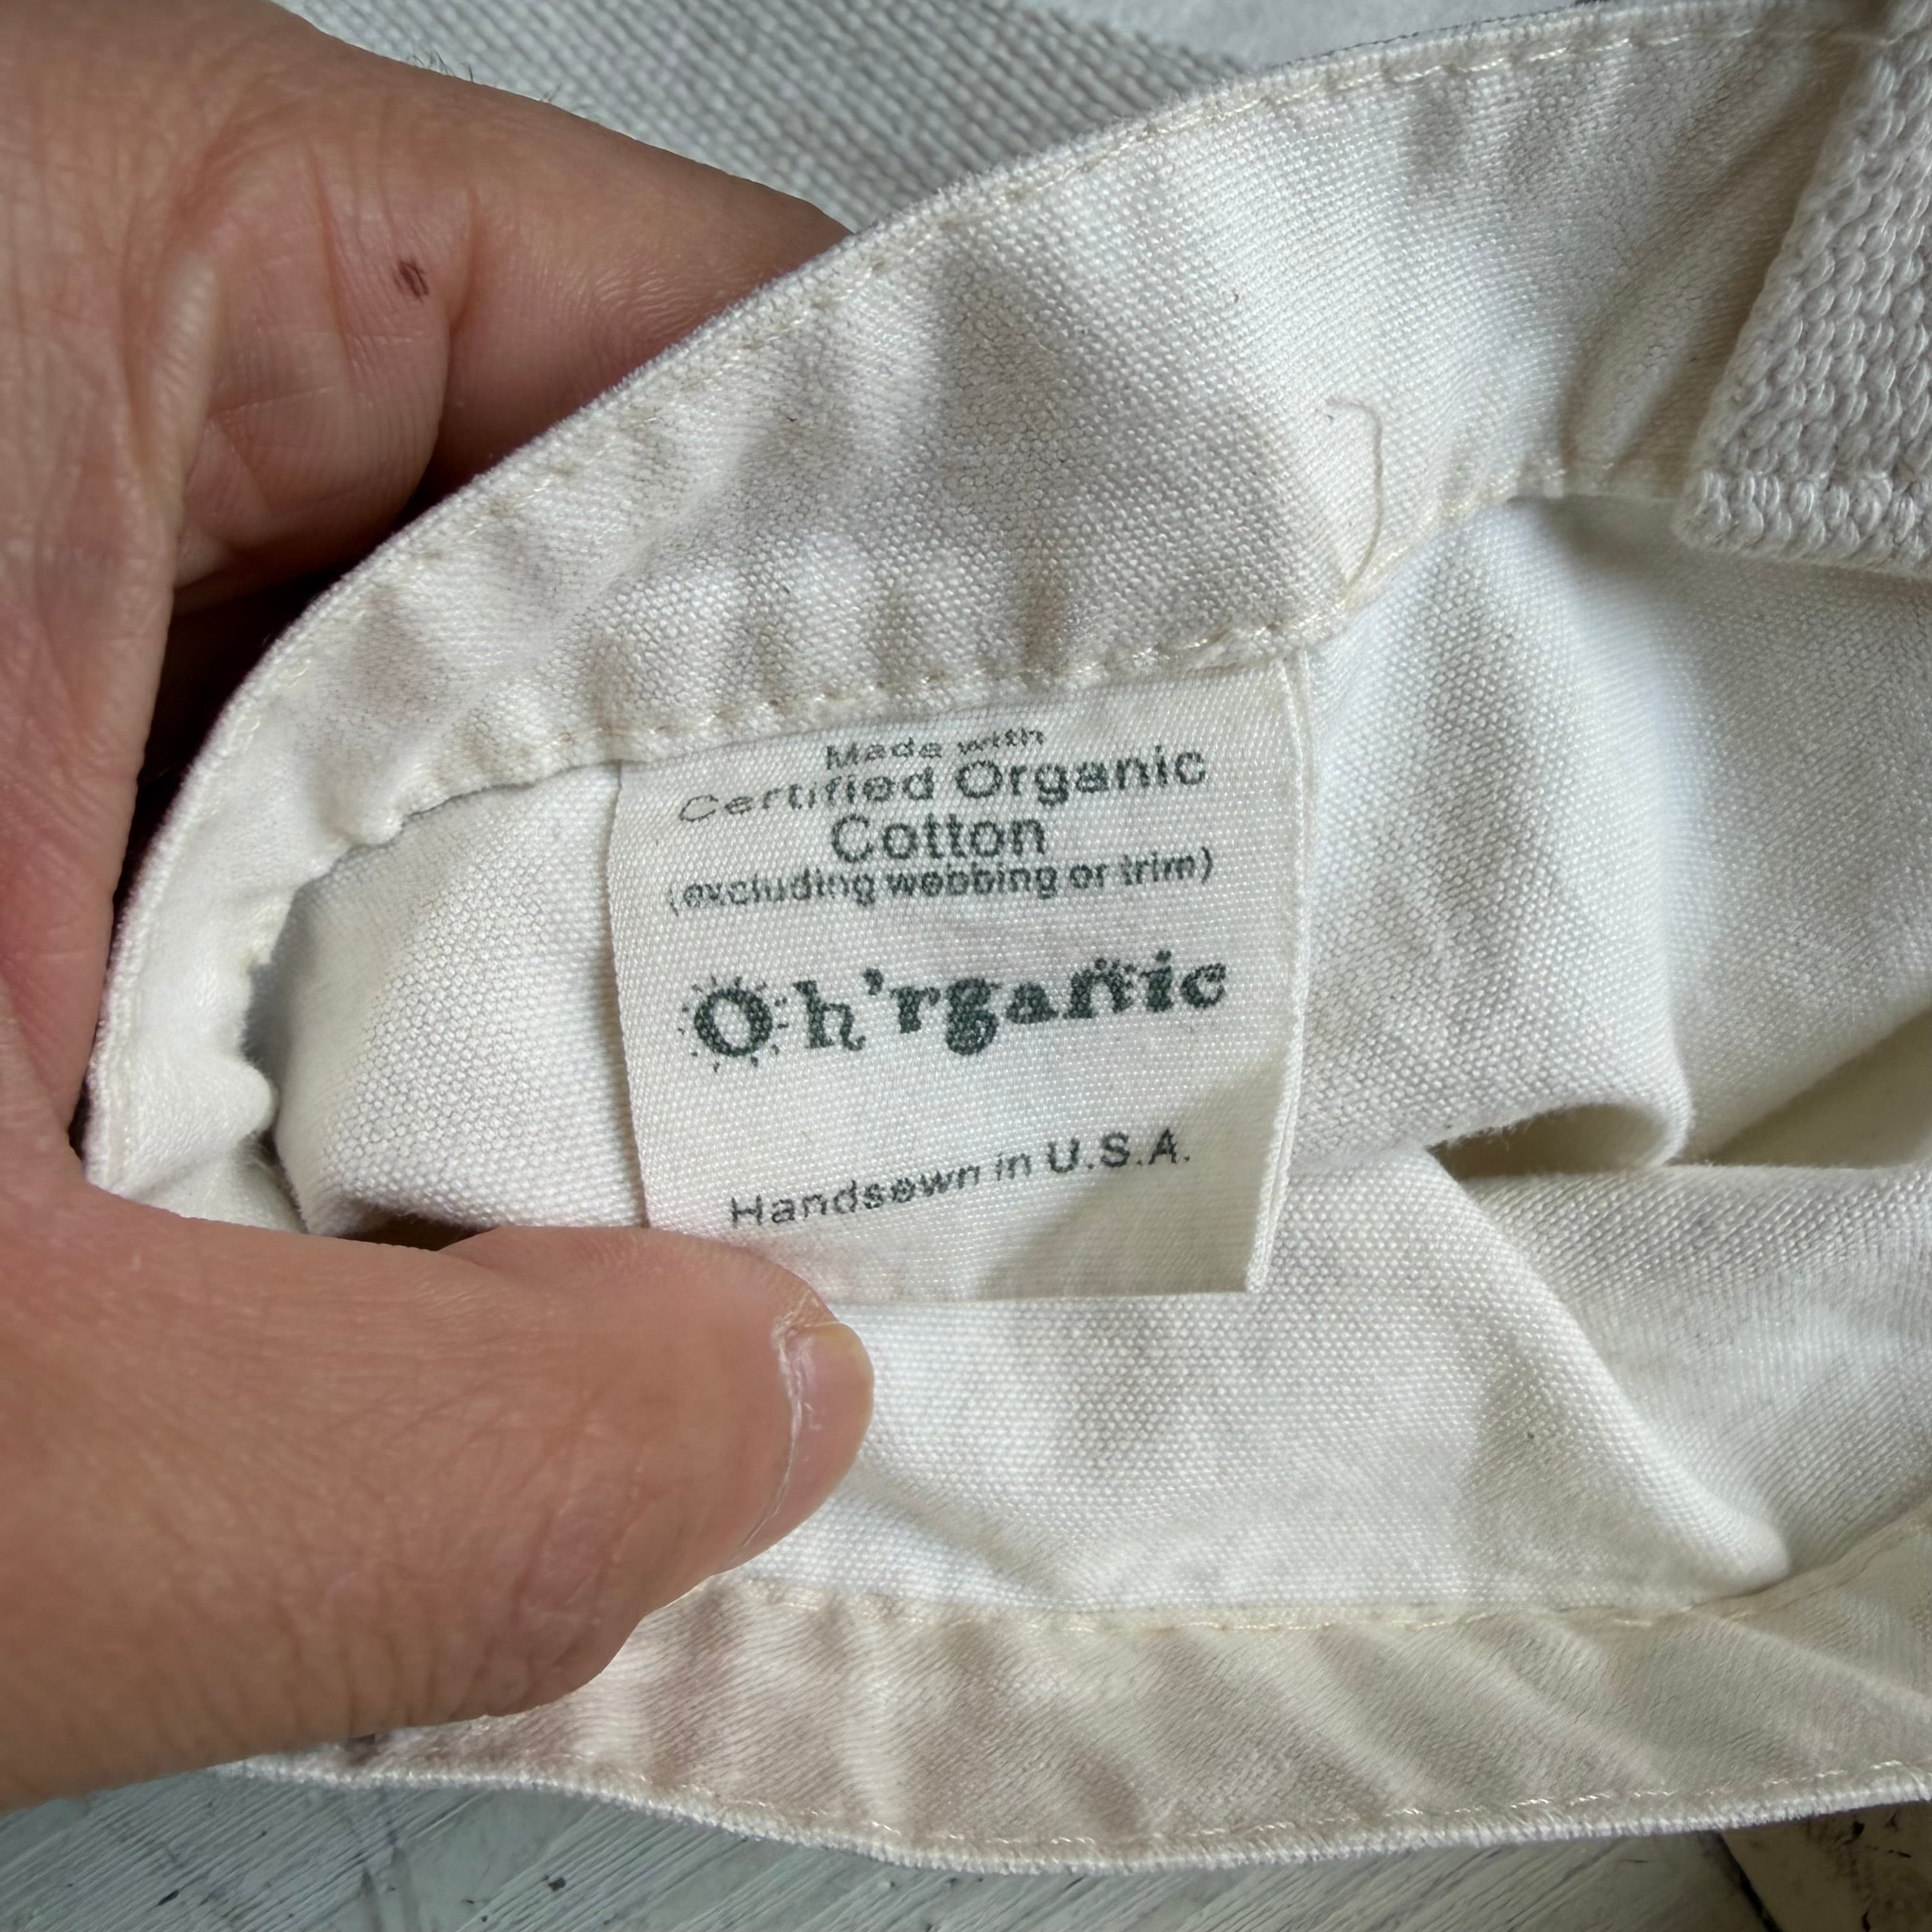 Made with
Certified Organic
Cotton
(excluding webbing or trim)
Oh'rganic
Handsewn in U.S.A.